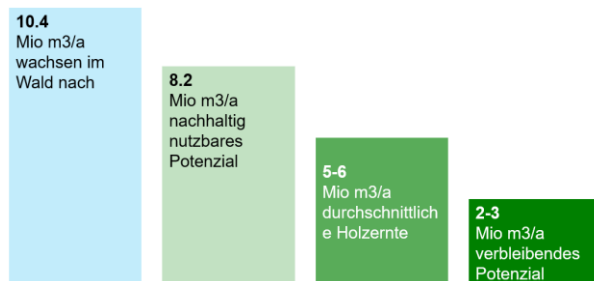 10.4
Mio m3/a
wachsen im
Wald nach
8.2
Mio m3/a
nachhaltig
nutzbares
Potenzial
5-6
Mio m3/a
durchschnittlich
e Holzernte
2-3
Mio m3/a
verbleibendes
Potenzial